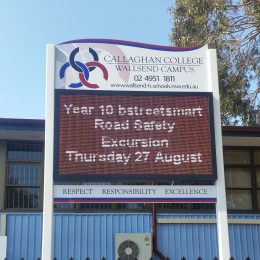 CALLAGHAN COLLEGE
WALLSEND CAMPUS
02 4951 1811
www.wallsend-h.schools.nsw.edu.au
Year 10 bstreetsmart
Road Safety
Excursion
Thursday 27 August
RESPECT RESPONSIBILITY EXCELLENCE